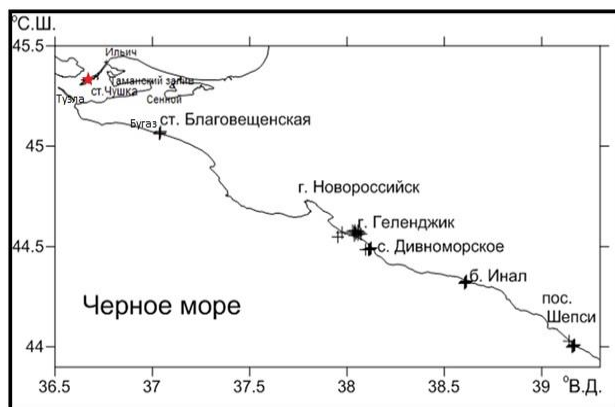 °С.Ш.
45.5
Ильич
Таманский залив
ст.Чушка
Тузла
Сенной
Бугаз ст. Благовещенская
45
г. Новороссийск
г. Геленджик
44.5
с. Дивноморское
б. Инал
пос.
Шепси
Черное море
44
36.5 37 37.5 38 38.5 39 °В.Д.